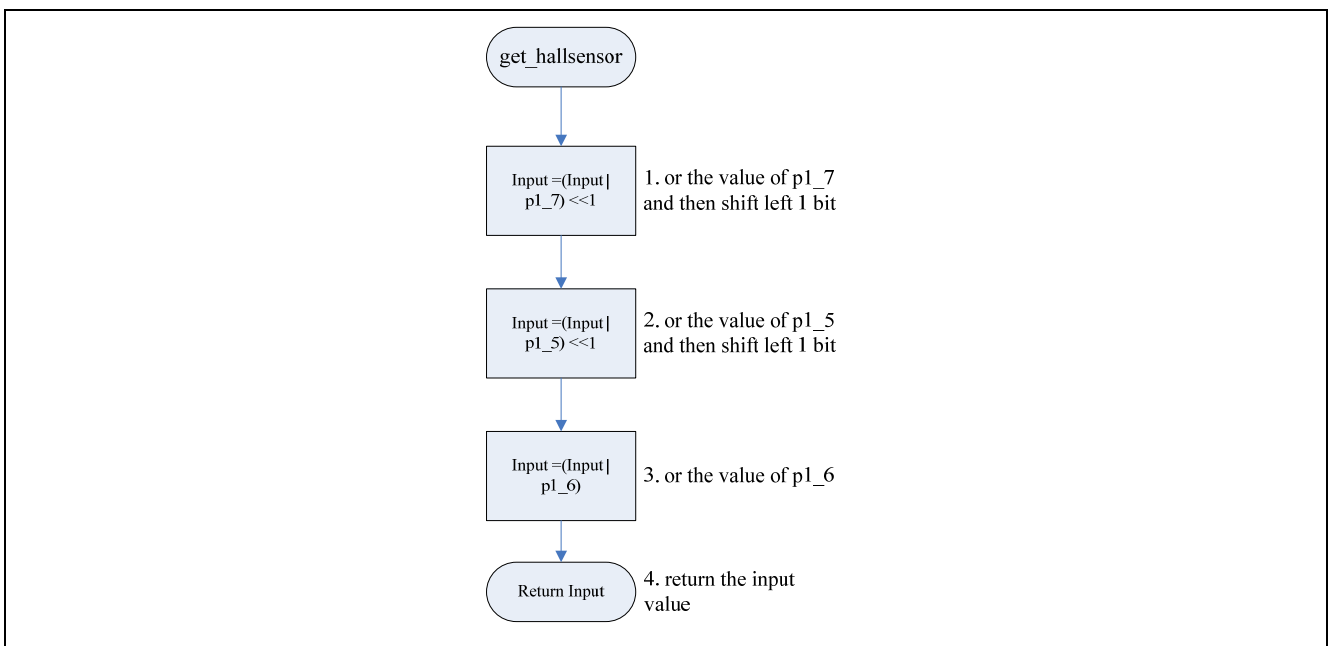 get_hallsensor
Input =(Input|
p1_7) <<1
1. or the value of p1_7
and then shift left 1 bit
Input =(Input|
p1_5) <<1
2. or the value of p1_5
and then shift left 1 bit
Input =(Input|
p1_6)
3. or the value of p1_6
Return Input
4. return the input
value